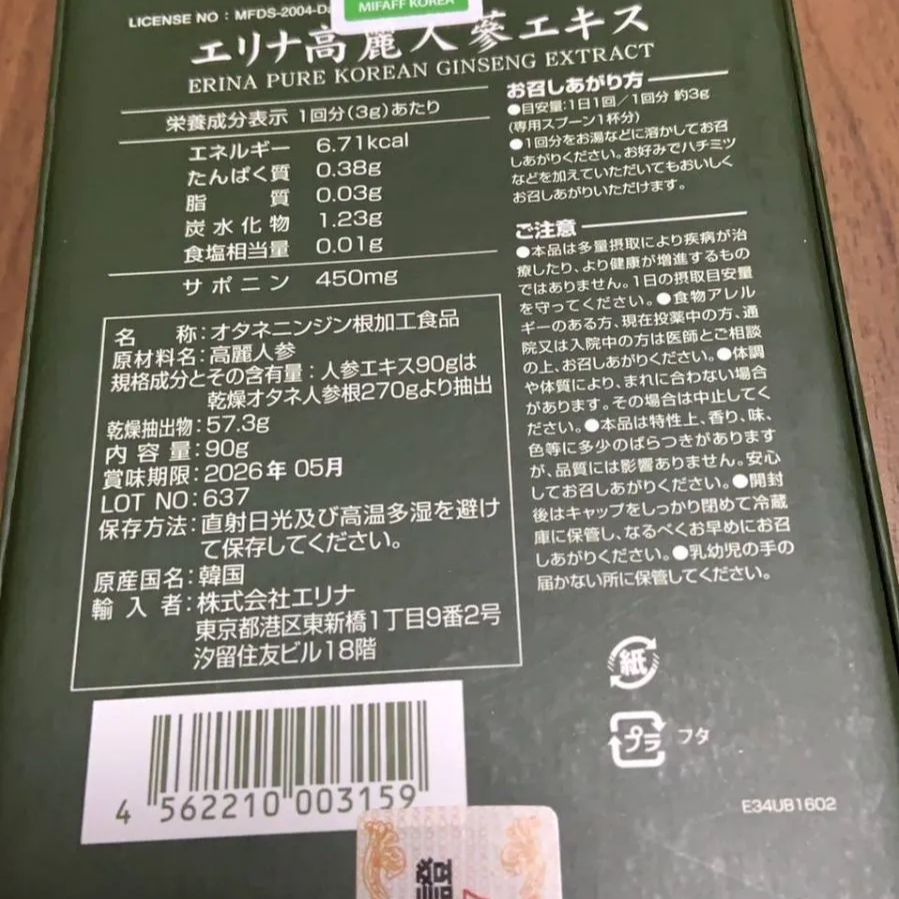 LICENSE NO : MFDS-2004-D
MIFAFF KOREA
エリナ高麗人蔘エキス
ERINA PURE KOREAN GINSENG EXTRACT
栄養成分表示 1回分(3g)あたり
エネルギー 6.71kcal
たんぱく質 0.38g
脂 質 0.03g
炭水化物 1.23g
食塩相当量 0.01g
サポニン 450mg
名 称:オタネニンジン根加工食品
原材料名:高麗人参
規格成分とその含有量:人参エキス90gは
乾燥オタネ人参根270gより抽出
乾燥抽出物:57.3g
内容量:90g
賞味期限:2026年 05月
LOT NO:637
保存方法:直射日光及び高温多湿を避け
て保存してください。
原産国名:韓国
輸入者:株式会社エリナ
東京都港区東新橋1丁目9番2号
汐留住友ビル18階
お召しあがり方
●目安量:1日1回/1回分 約3g
(専用スプーン1杯分)
●1回分をお湯などに溶かしてお召
しあがりください。お好みでハチミツ
などを加えていただいてもおいしく
お召しあがりいただけます。
ご注意
●本品は多量摂取により疾病が治
療したり、より健康が増進するもの
ではありません。1日の摂取目安量
を守ってください。●食物アレル
ギーのある方、現在投薬中の方、通
院又は入院中の方は医師とご相談
の上、お召しあがりください。●体調
や体質により、まれに合わない場合
があります。その場合は中止してく
ださい。●本品は特性上、香り、味、
色等に多少のばらつきがあります
が、品質には影響ありません。安心
してお召しあがりください。●開封
後はキャップをしっかり閉めて冷蔵
庫に保管し、なるべくお早めにお召
しあがりください。●乳幼児の手の
届かない所に保管してください。
紙
プラ フタ
4 562210 003159
E34UB1602
證